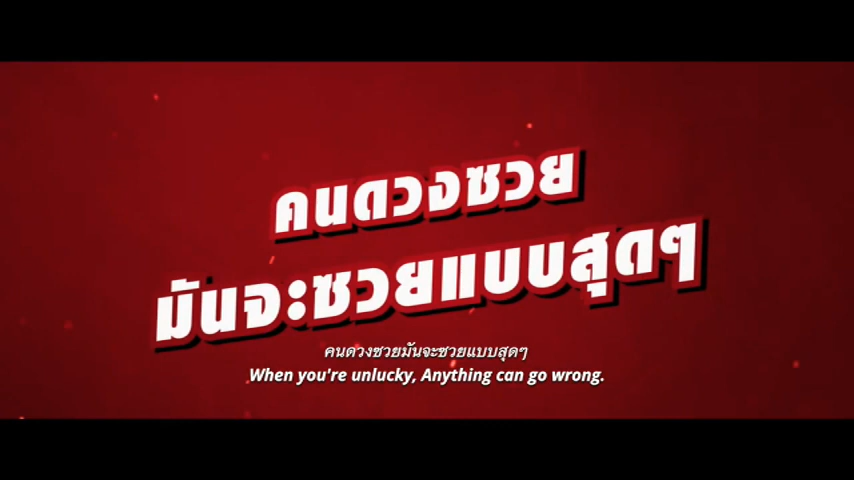 คนดวงซวย
มันจะซวยแบบสุดๆ
คนดวงซวยมันจะซวยแบบสุดๆ
When you're unlucky, Anything can go wrong.